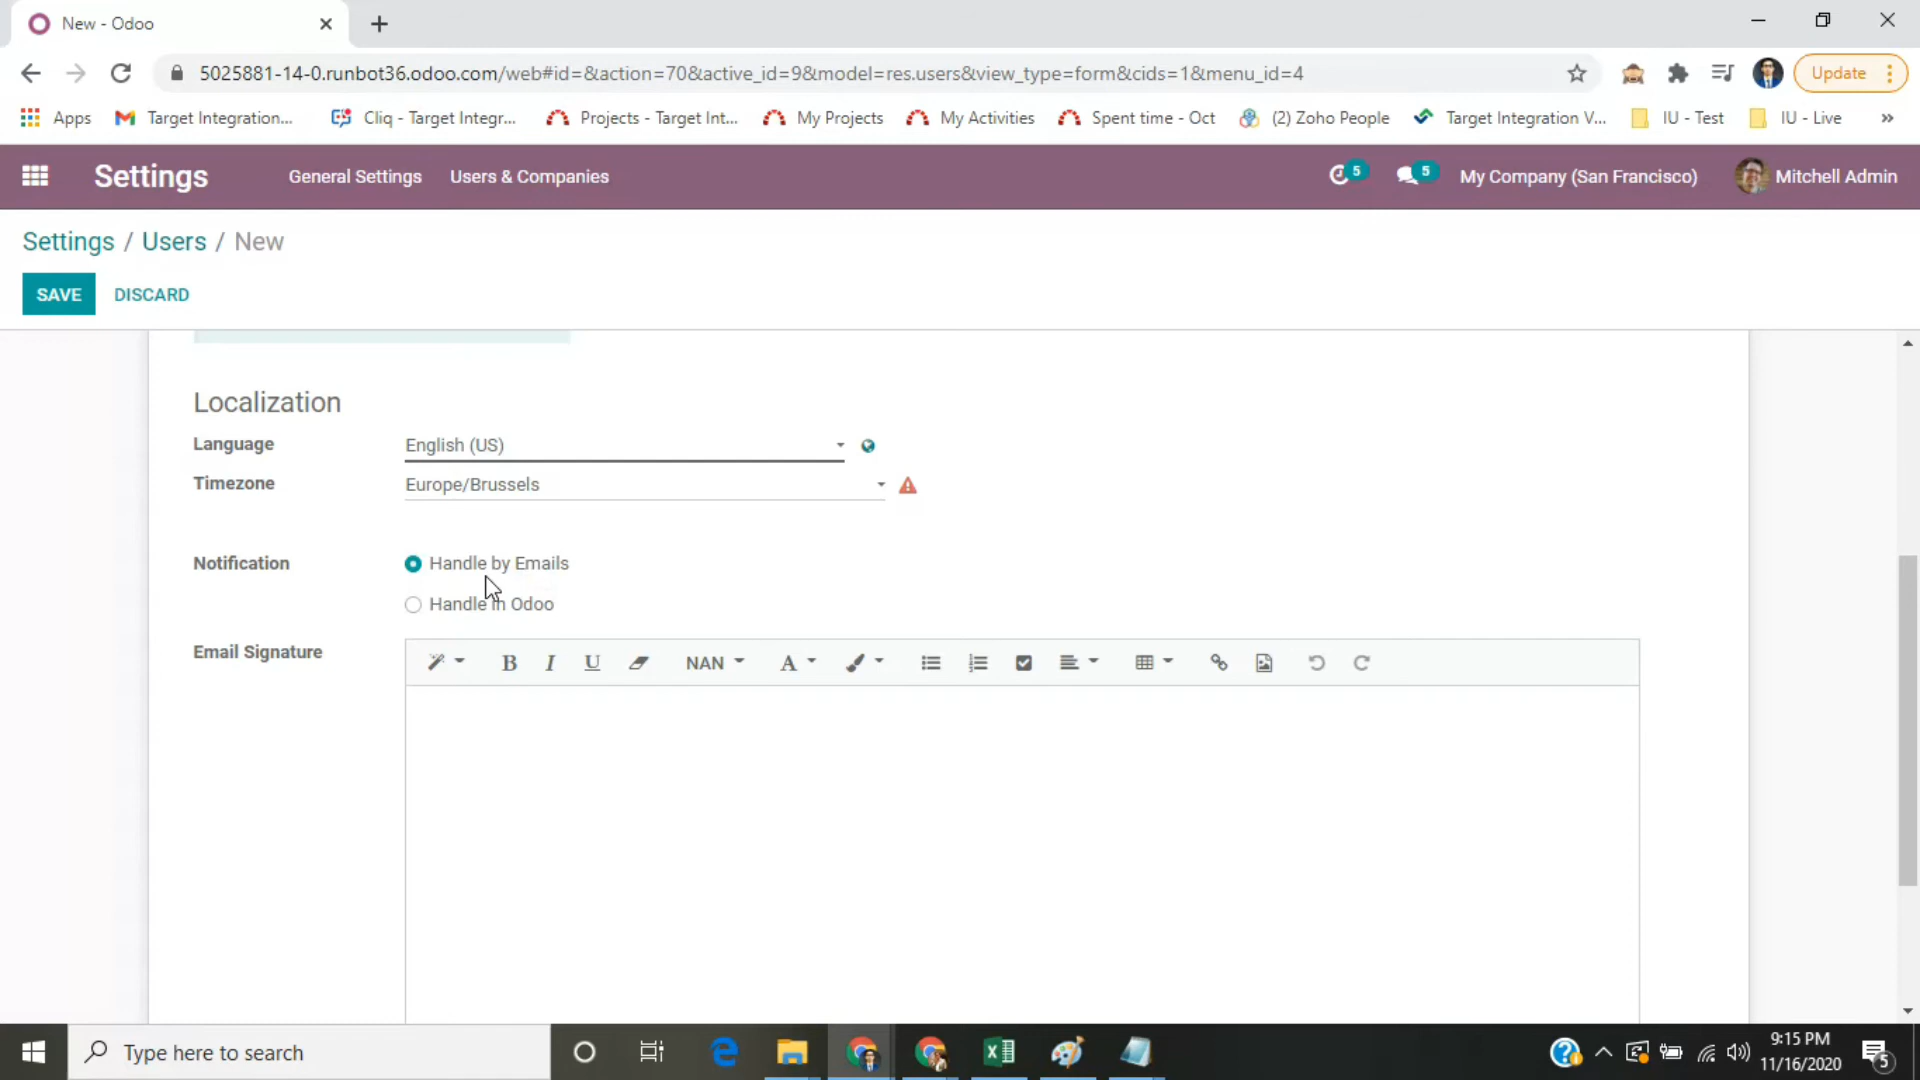 New - Odoo
5025881-14-0.runbot36.odoo.com/web#id=&action=70&active_id=9&model=res.users&view_type=form&cids=1&menu_id=4
Update
Apps
Target Integration...
Cliq - Target Integr...
Projects - Target Int...
My Projects
My Activities
Spent time - Oct
(2) Zoho People
Target Integration V...
IU - Test
IU - Live
»
Settings
General Settings
Users & Companies
5
5
My Company (San Francisco)
Mitchell Admin
Settings / Users / New
SAVE
DISCARD
Localization
Language
English (US)
Timezone
Europe/Brussels
Notification
Handle by Emails
Handle in Odoo
Email Signature
B I U NAN A
Type here to search
9:15 PM
11/16/2020
5